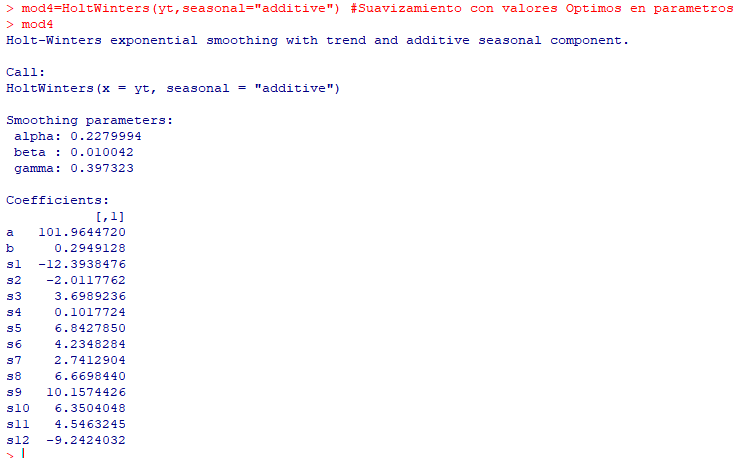 > mod4=HoltWinters(yt,seasonal="additive") #Suavizamiento con valores Optimos en parametros
> mod4
Holt-Winters exponential smoothing with trend and additive seasonal component.
Call:
HoltWinters(x = yt, seasonal = "additive")
Smoothing parameters:
 alpha: 0.2279994
 beta : 0.010042
 gamma: 0.397323
Coefficients:
           [,1]
a   101.9644720
b     0.2949128
s1  -12.3938476
s2   -2.0117762
s3    3.6989236
s4    0.1017724
s5    6.8427850
s6    4.2348284
s7    2.7412904
s8    6.6698440
s9   10.1574426
s10   6.3504048
s11   4.5463245
s12  -9.2424032
>